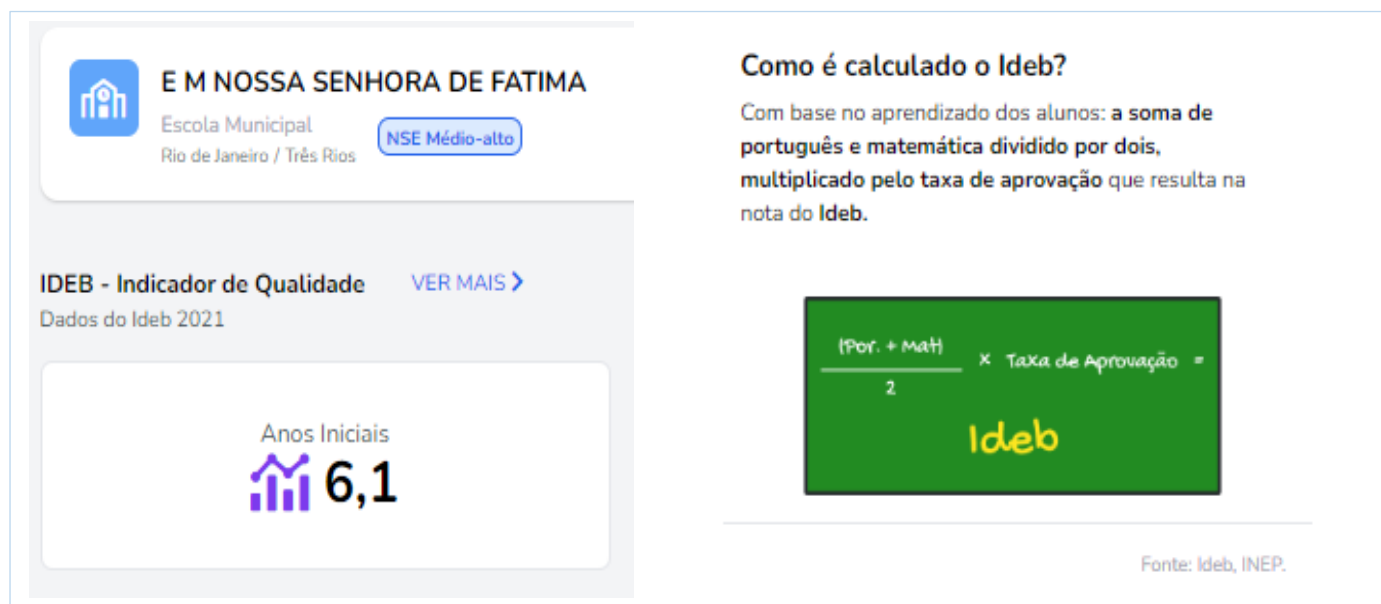 E M NOSSA SENHORA DE FATIMA
Escola Municipal
NSE Médio-alto
Rio de Janeiro / Três Rios
IDEB - Indicador de Qualidade
VER MAIS
Dados do Ideb 2021
Anos Iniciais
6,1
Como é calculado o Ideb?
Com base no aprendizado dos alunos: a soma de
português e matemática dividido por dois,
multiplicado pelo taxa de aprovação que resulta na
nota do Ideb.
(Por. + Mat)
2
x Taxa de Aprovação =
Ideb
Fonte: Ideb, INEP.